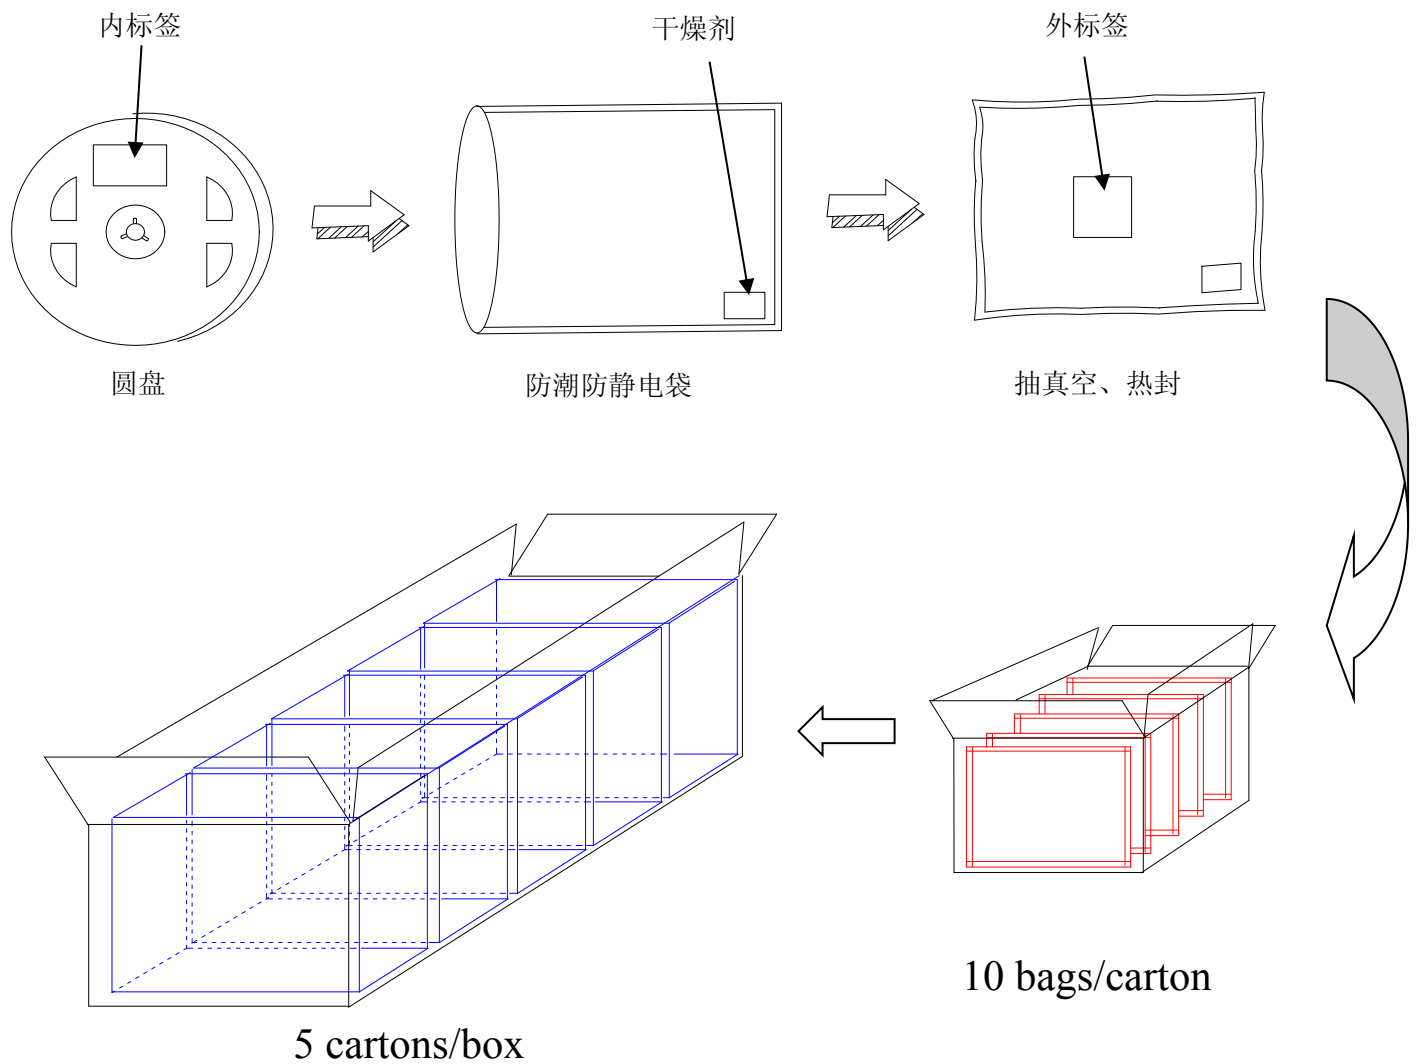 内标签
干燥剂
外标签
圆盘
防潮防静电袋
抽真空、热封
10 bags/carton
5 cartons/box